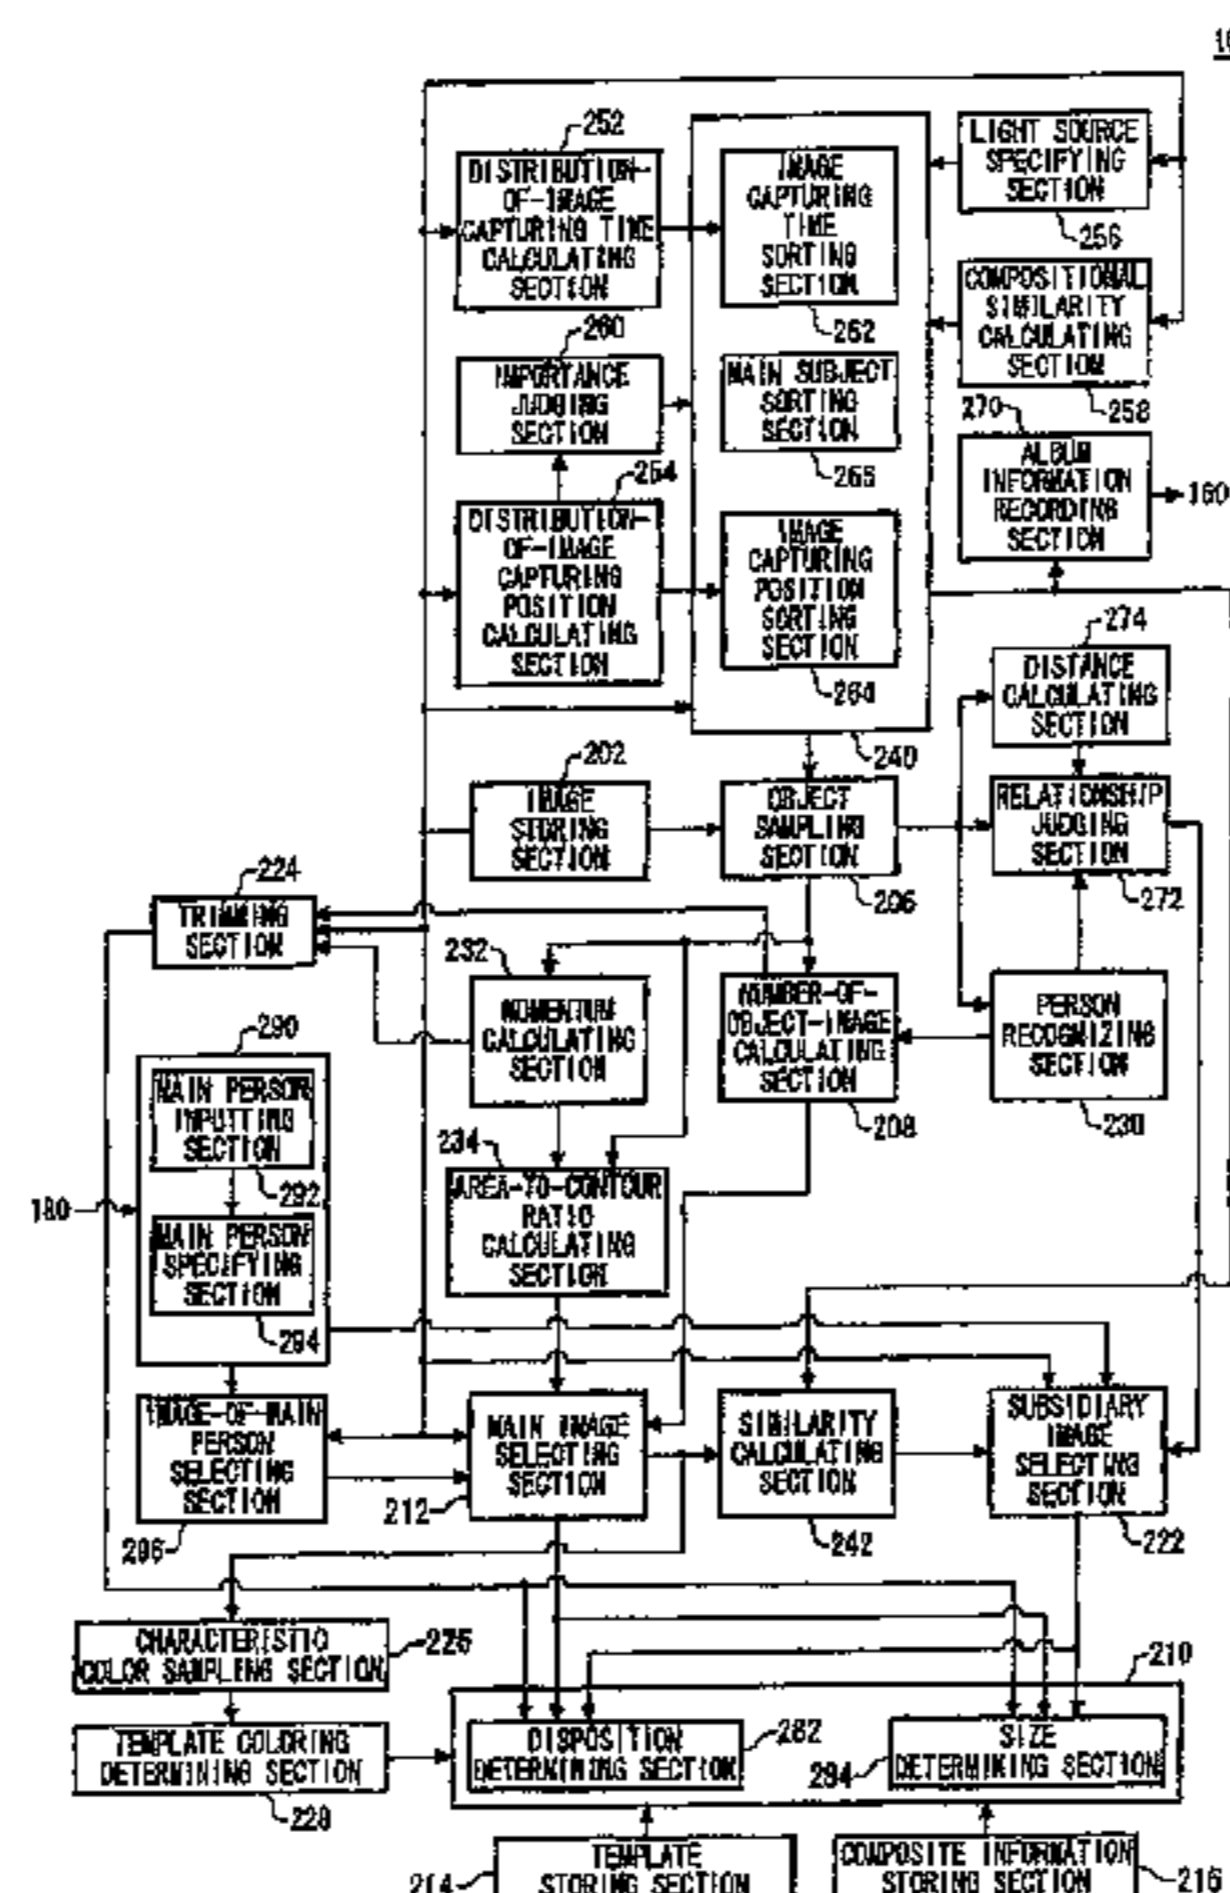 252
DISTRIBUTION-
OF-IMAGE
CAPTURING TIME
CALCULATING
SECTION
IMAGE
CAPTURING
TIME
SORTING
SECTION
262
LIGHT SOURCE
SPECIFYING
SECTION
256
COMPOSITIONAL
SIMILARITY
CALCULATING
SECTION
258
260
IMPORTANCE
JUDGING
SECTION
MAIN SUBJECT
SORTING
SECTION
270
ALBUM
INFORMATION
RECORDING
SECTION
160
254
DISTRIBUTION-
OF-IMAGE
CAPTURING
POSITION
CALCULATING
SECTION
IMAGE
CAPTURING
POSITION
SORTING
SECTION
264
240
274
DISTANCE
CALCULATING
SECTION
202
IMAGE
STORING
SECTION
OBJECT
SAMPLING
SECTION
206
RELATIONSHIP
JUDGING
SECTION
272
224
TRIMMING
SECTION
232
MOMENTUM
CALCULATING
SECTION
NUMBER-OF-
OBJECT-IMAGE
CALCULATING
SECTION
208
PERSON
RECOGNIZING
SECTION
230
290
MAIN PERSON
INPUTTING
SECTION
292
180
MAIN PERSON
SPECIFYING
SECTION
294
234
AREA-TO-CONTOUR
RATIO
CALCULATING
SECTION
IMAGE-OF-MAIN
PERSON
SELECTING
SECTION
296
MAIN IMAGE
SELECTING
SECTION
212
SIMILARITY
CALCULATING
SECTION
242
SUBSIDIARY
IMAGE
SELECTING
SECTION
222
CHARACTERISTIC
COLOR SAMPLING SECTION
TEMPLATE COLORING
DETERMINING SECTION
210
DISPOSITION
DETERMINING SECTION
282
SIZE
DETERMINING SECTION
284
TEMPLATE
STORING SECTION
214
COMPOSITE INFORMATION
STORING SECTION
216